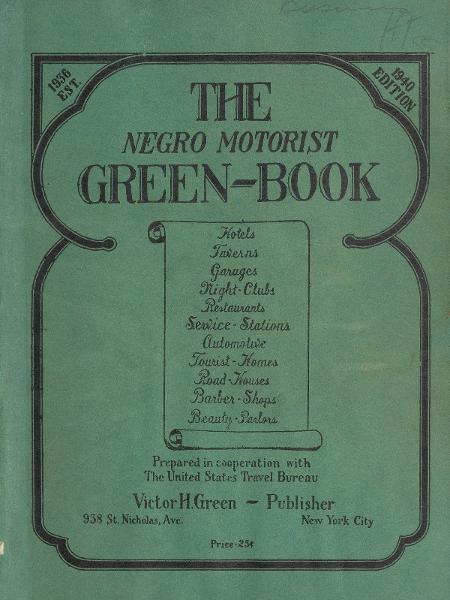 1936
EST.
1940
EDITION
THE
NEGRO MOTORIST
GREEN-BOOK
Hotels
Taverns
Garages
Night-Clubs
Restaurants
Service-Stations
Automotive
Tourist-Homes
Road-Houses
Barber-Shops
Beauty-Parlors
Prepared in cooperation with
The United States Travel Bureau
Victor H. Green – Publisher
938 St. Nicholas, Ave. New York City
Price-25¢